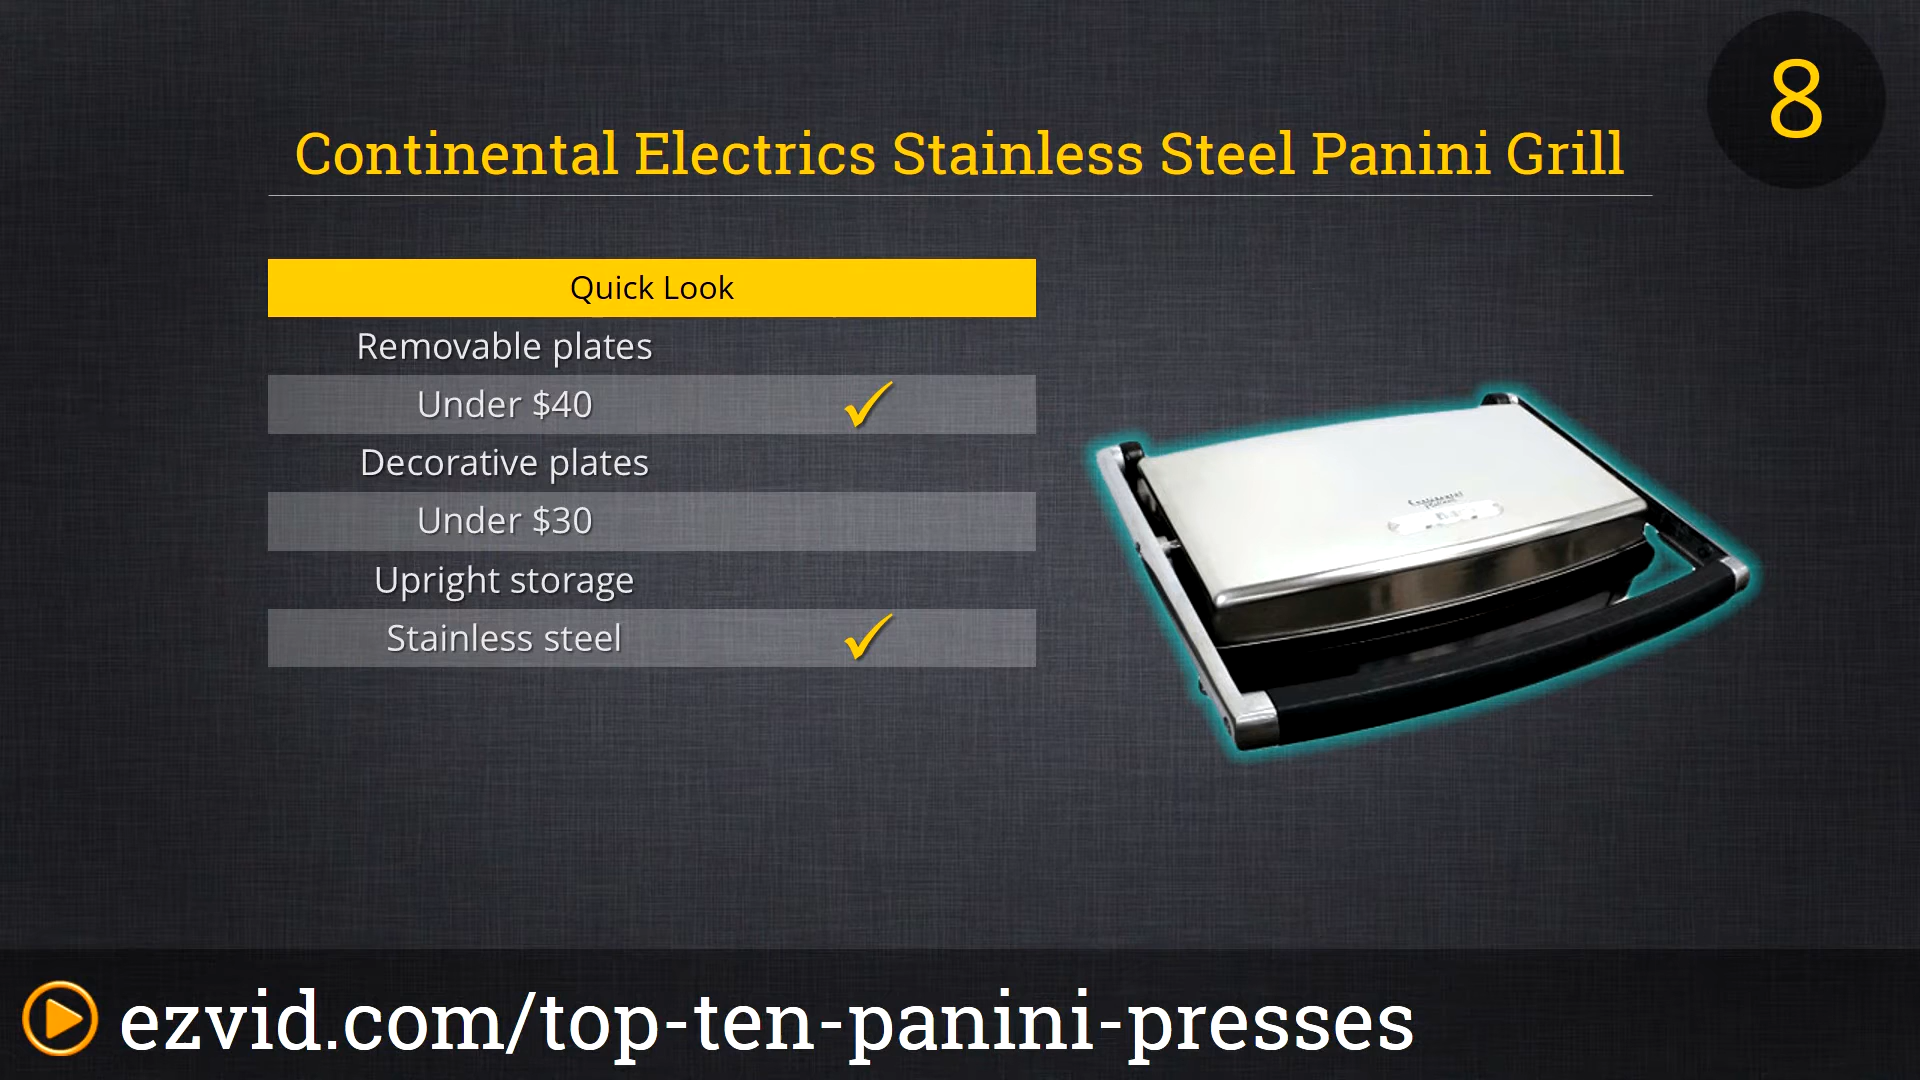 8
Continental Electrics Stainless Steel Panini Grill
Quick Look
Removable plates
Under $40
Decorative plates
Under $30
Upright storage
Stainless steel
Continental
ezvid.com/top-ten-panini-presses